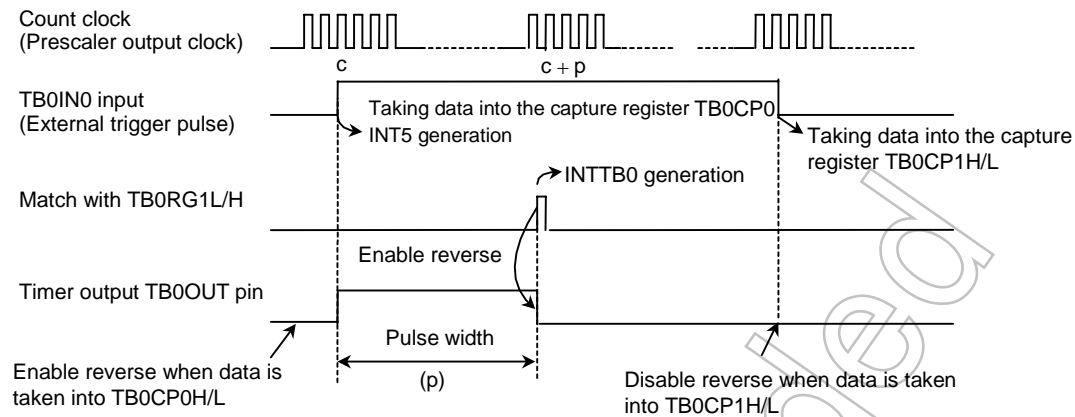 Count clock
(Prescaler output clock)
c
c + p
TB0IN0 input
(External trigger pulse)
Taking data into the capture register TB0CP0
INT5 generation
Taking data into the capture
register TB0CP1H/L
INTTB0 generation
Match with TB0RG1L/H
Enable reverse
Timer output TB0OUT pin
Pulse width
(p)
Enable reverse when data is
taken into TB0CP0H/L
Disable reverse when data is taken
into TB0CP1H/L
ded